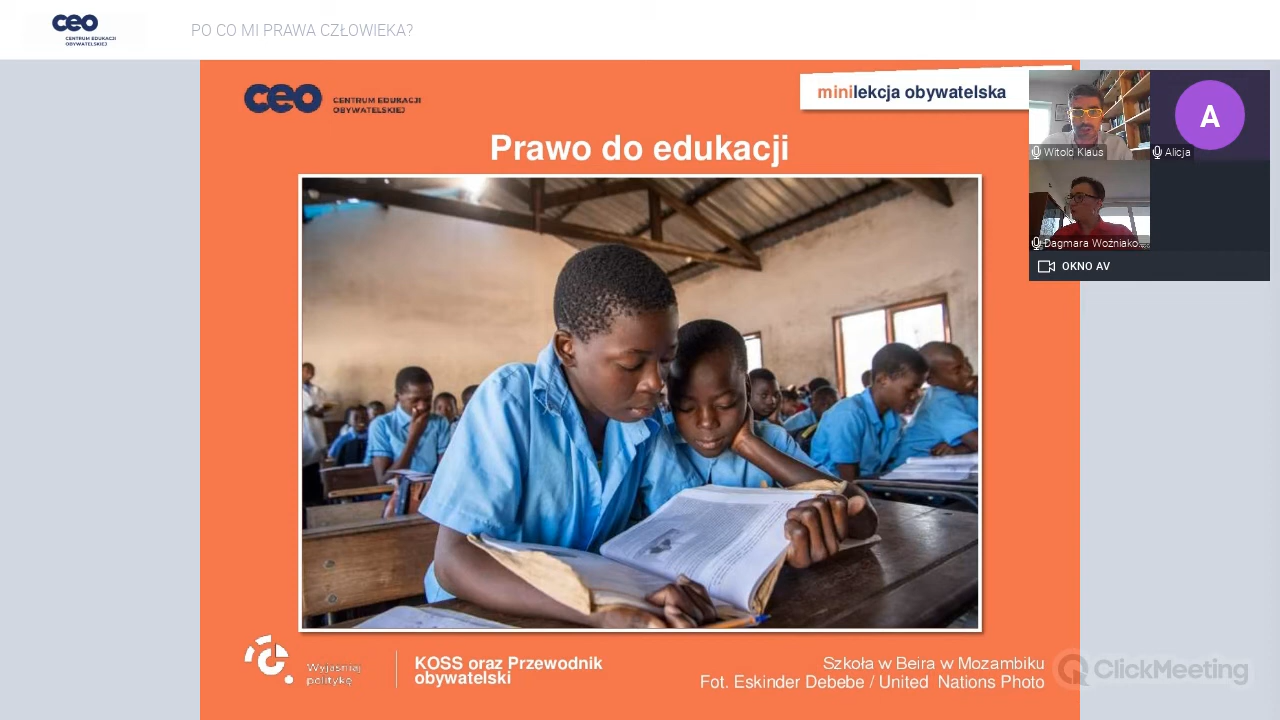 ceo
CENTRUM EDUKACJI
OBYWATELSKIEJ
PO CO MI PRAWA CZŁOWIEKA?
ceo
CENTRUM EDUKACJI
OBYWATELSKIEJ
minilekcja obywatelska
Prawo do edukacji
A
Witold Klaus
Alicja
Dagmara Woźniako...
OKNO AV
Wyjaśniaj
politykę
KOSS oraz Przewodnik
obywatelski
Szkoła w Beira w Mozambiku
Fot. Eskinder Debebe / United Nations Photo
ClickMeeting